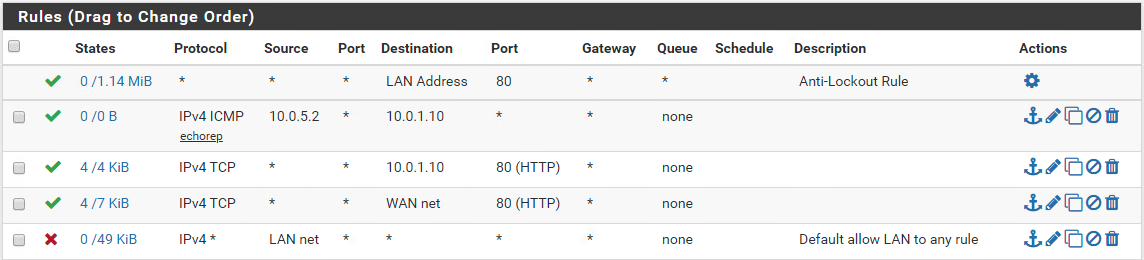 Rules (Drag to Change Order)
States Protocol Source Port Destination Port Gateway Queue Schedule Description Actions
0 /1.14 MiB * * * LAN Address 80 * * Anti-Lockout Rule
0 /0 B IPv4 ICMP 10.0.5.2 * 10.0.1.10 * * none
echorep
4 /4 KiB IPv4 TCP * * 10.0.1.10 80 (HTTP) * none
4 /7 KiB IPv4 TCP * * WAN net 80 (HTTP) * none
0 /49 KiB IPv4 * LAN net * * * * none Default allow LAN to any rule